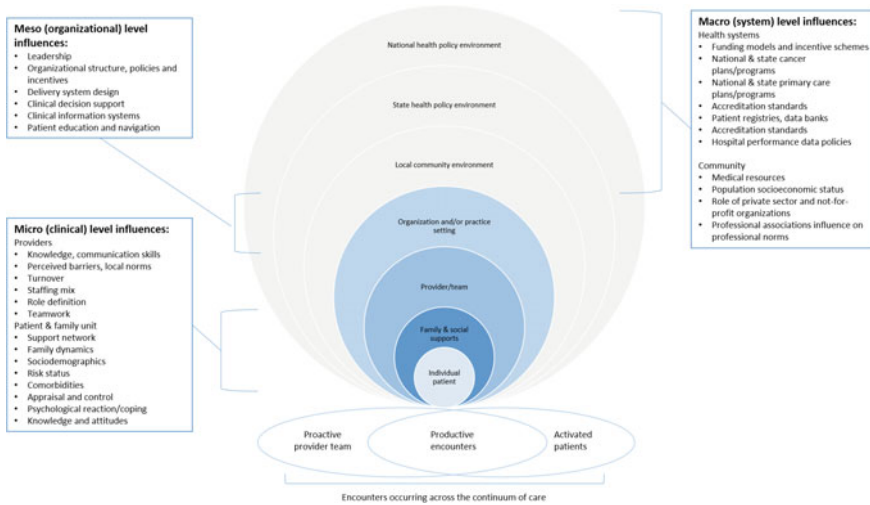 Meso (organizational) level
influences:
• Leadership
• Organizational structure, policies and
incentives
• Delivery system design
• Clinical decision support
• Clinical information systems
• Patient education and navigation
Micro (clinical) level influences:
Providers
• Knowledge, communication skills
• Perceived barriers, local norms
• Turnover
• Staffing mix
• Role definition
• Teamwork
Patient & family unit
• Support network
• Family dynamics
• Sociodemographics
• Risk status
• Comorbidities
• Appraisal and control
• Psychological reaction/coping
• Knowledge and attitudes
National health policy environment
State health policy environment
Local community environment
Organization and/or practice
setting
Provider/team
Family & social
supports
Individual
patient
Proactive
provider team
Productive
encounters
Activated
patients
Encounters occurring across the continuum of care
Macro (system) level influences:
Health systems
• Funding models and incentive schemes
• National & state cancer
plans/programs
• National & state primary care
plans/programs
• Accreditation standards
• Patient registries, data banks
• Accreditation standards
• Hospital performance data policies
Community
• Medical resources
• Population socioeconomic status
• Role of private sector and not-for-
profit organizations
• Professional associations influence on
professional norms